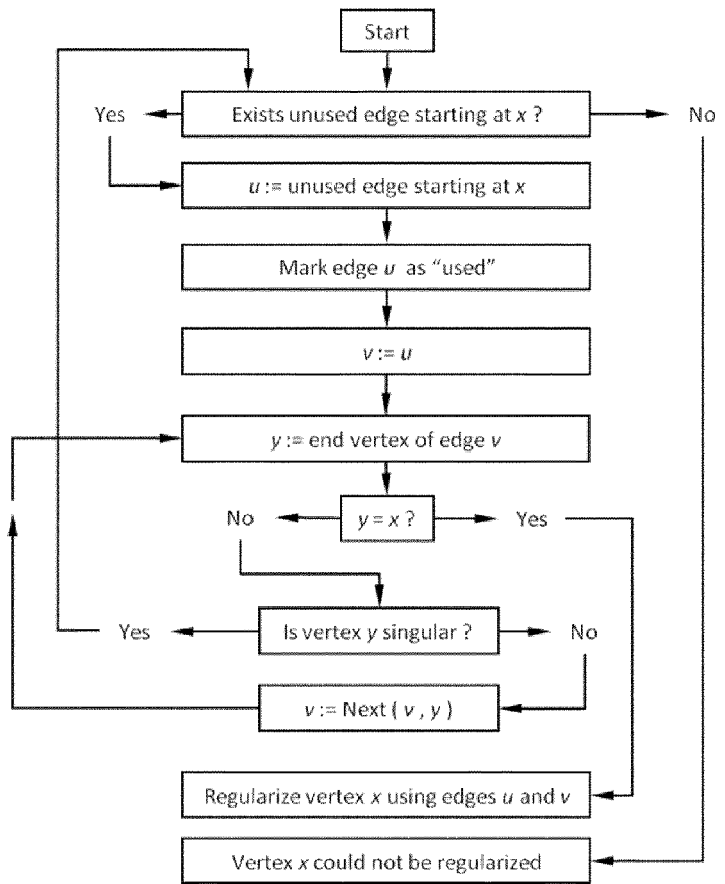 Start
Exists unused edge starting at x ?
Yes
No
u := unused edge starting at x
Mark edge u as “used”
v := u
y := end vertex of edge v
No
y = x ?
Yes
Yes
Is vertex y singular ?
No
v := Next ( v , y )
Regularize vertex x using edges u and v
Vertex x could not be regularized